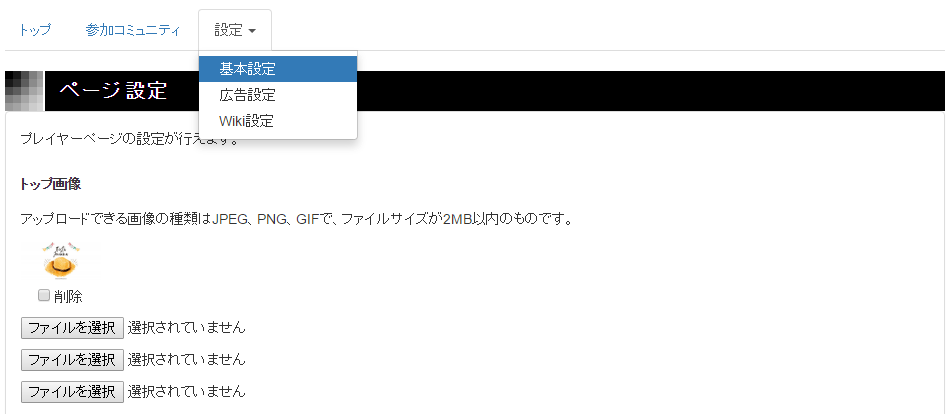 トップ 参加コミュニティ 設定
基本設定
広告設定
Wiki設定
ページ設定
プレイヤーページの設定が行えます。
トップ画像
アップロードできる画像の種類はJPEG、PNG、GIFで、ファイルサイズが2MB以内のものです。
削除
ファイルを選択 選択されていません
ファイルを選択 選択されていません
ファイルを選択 選択されていません